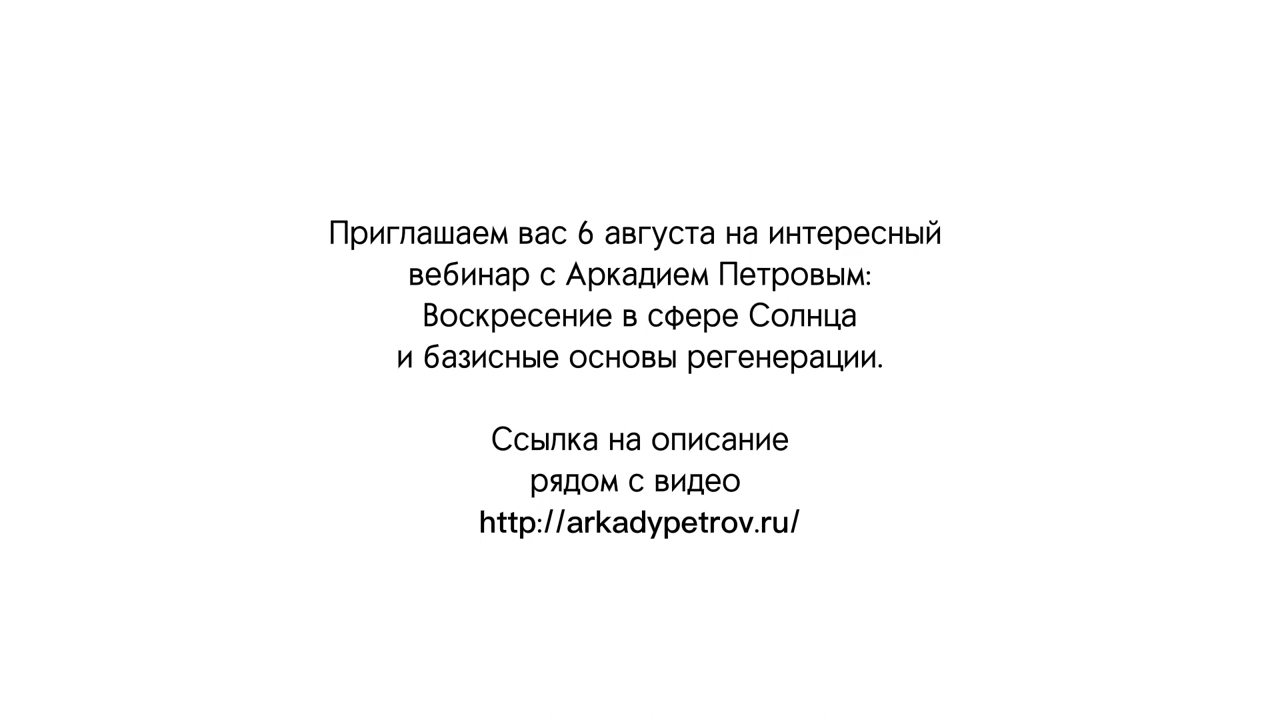 Приглашаем вас 6 августа на интересный
вебинар с Аркадием Петровым:
Воскресение в сфере Солнца
и базисные основы регенерации.
Ссылка на описание
рядом с видео
http://arkadypetrov.ru/